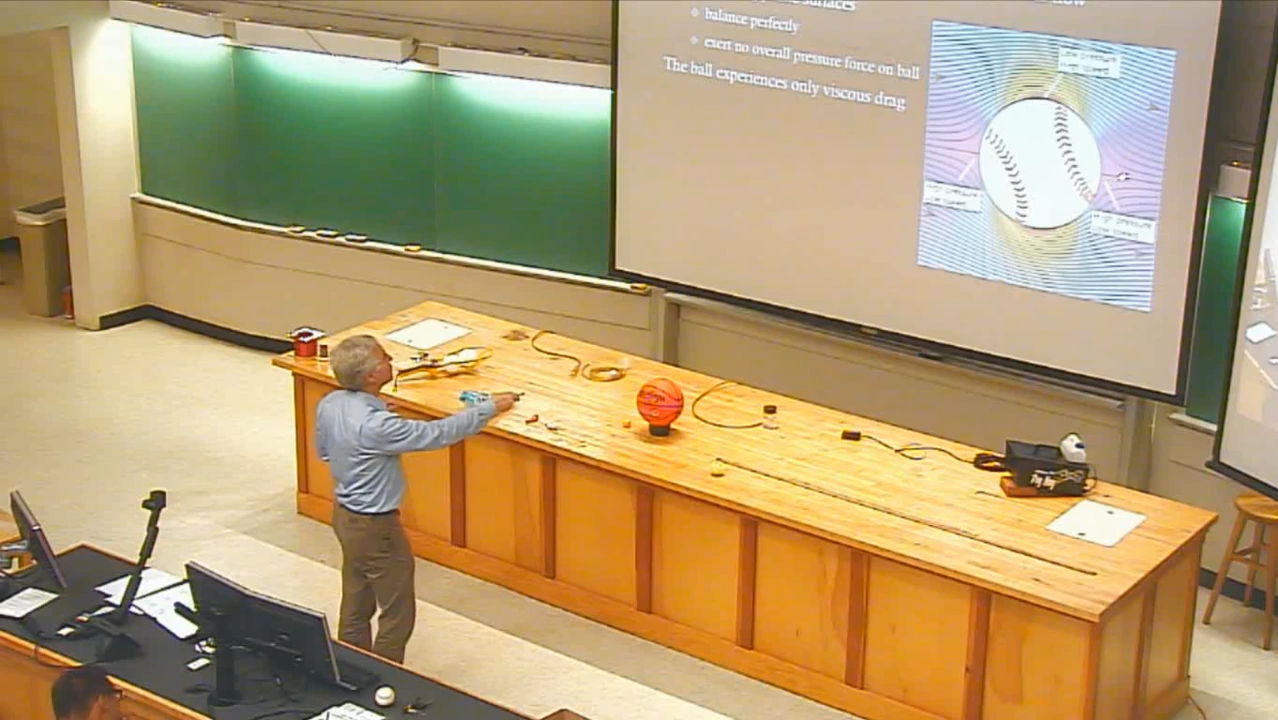 surfaces
balance perfectly
exert no overall pressure force on ball
The ball experiences only viscous drag
Low pressure
High speed
High pressure
Low speed
High pressure
Low speed